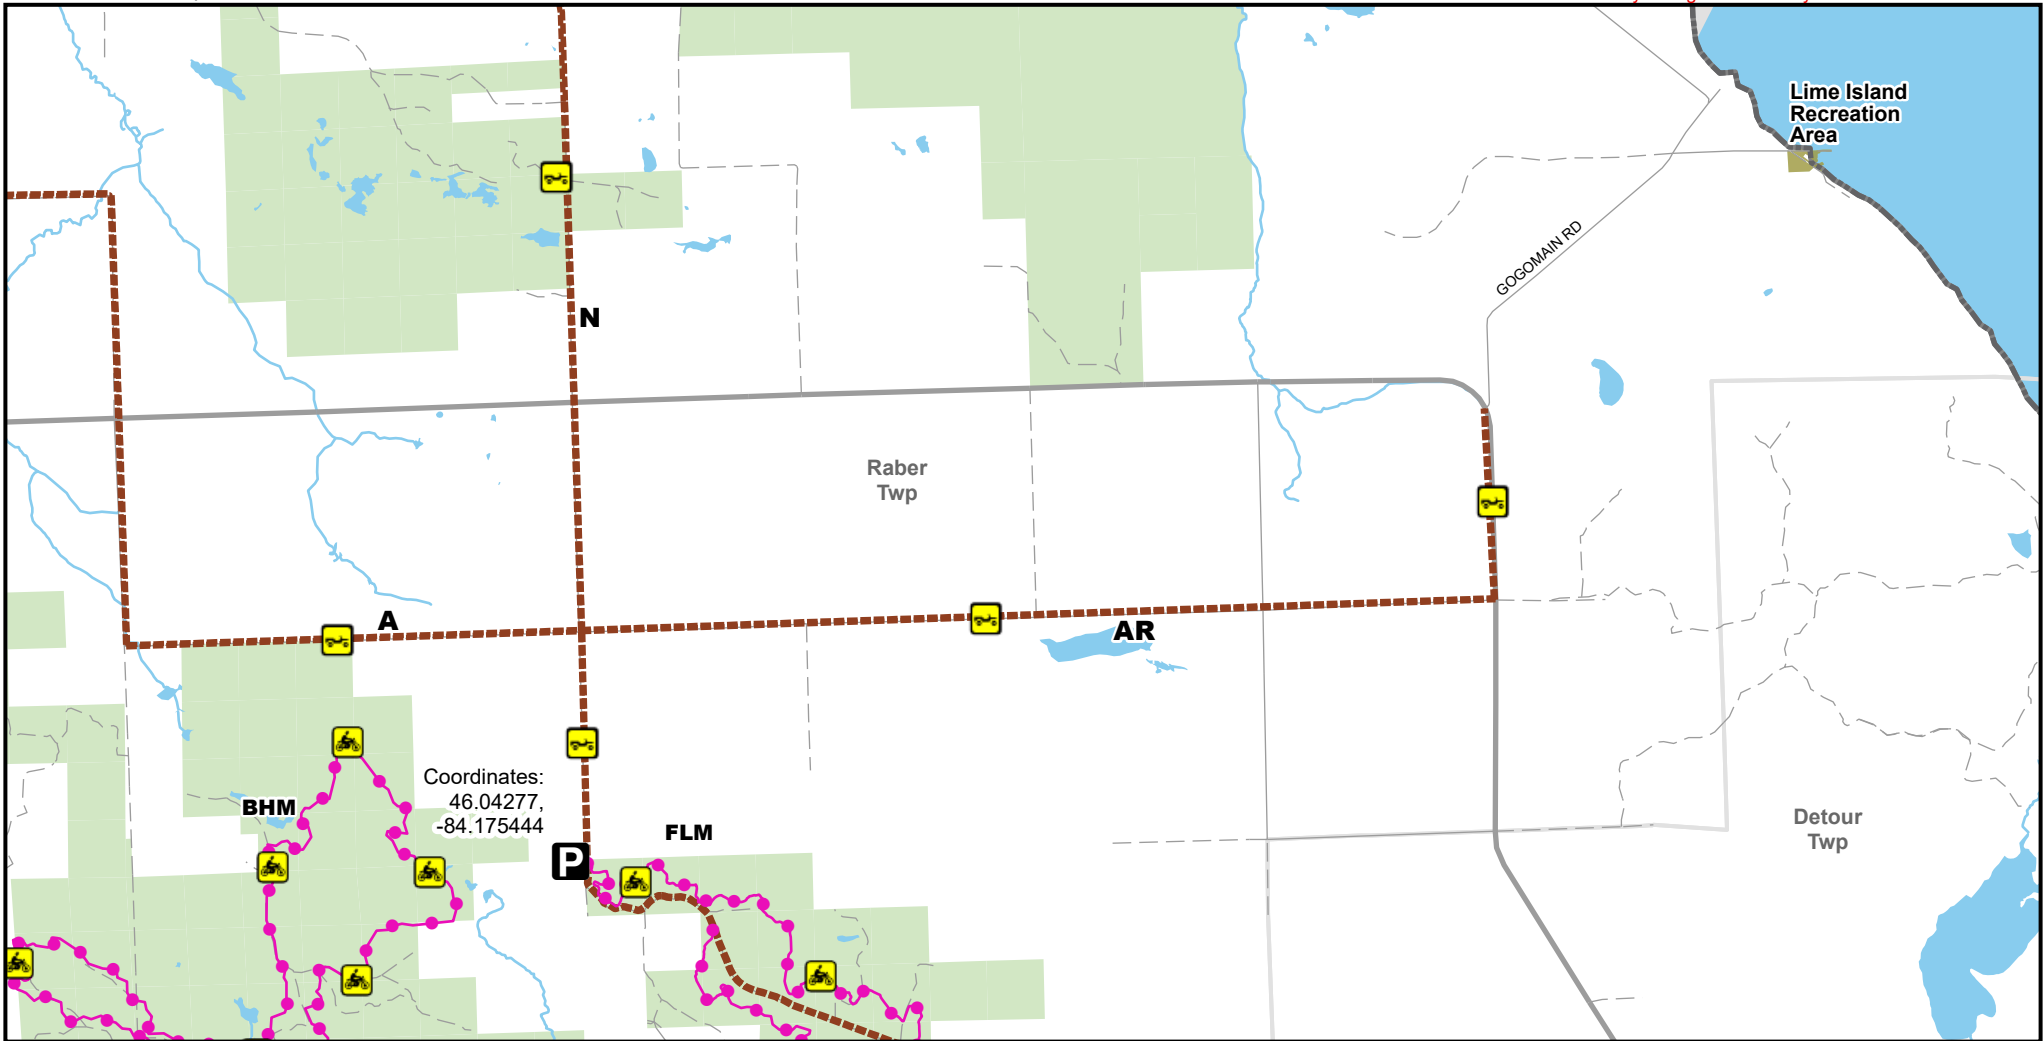 Lime Island
Recreation
Area
GOGOMAIN RD
N
Raber
Twp
A
AR
Coordinates:
46.04277,
-84.175444
BHM
FLM
P
Detour
Twp